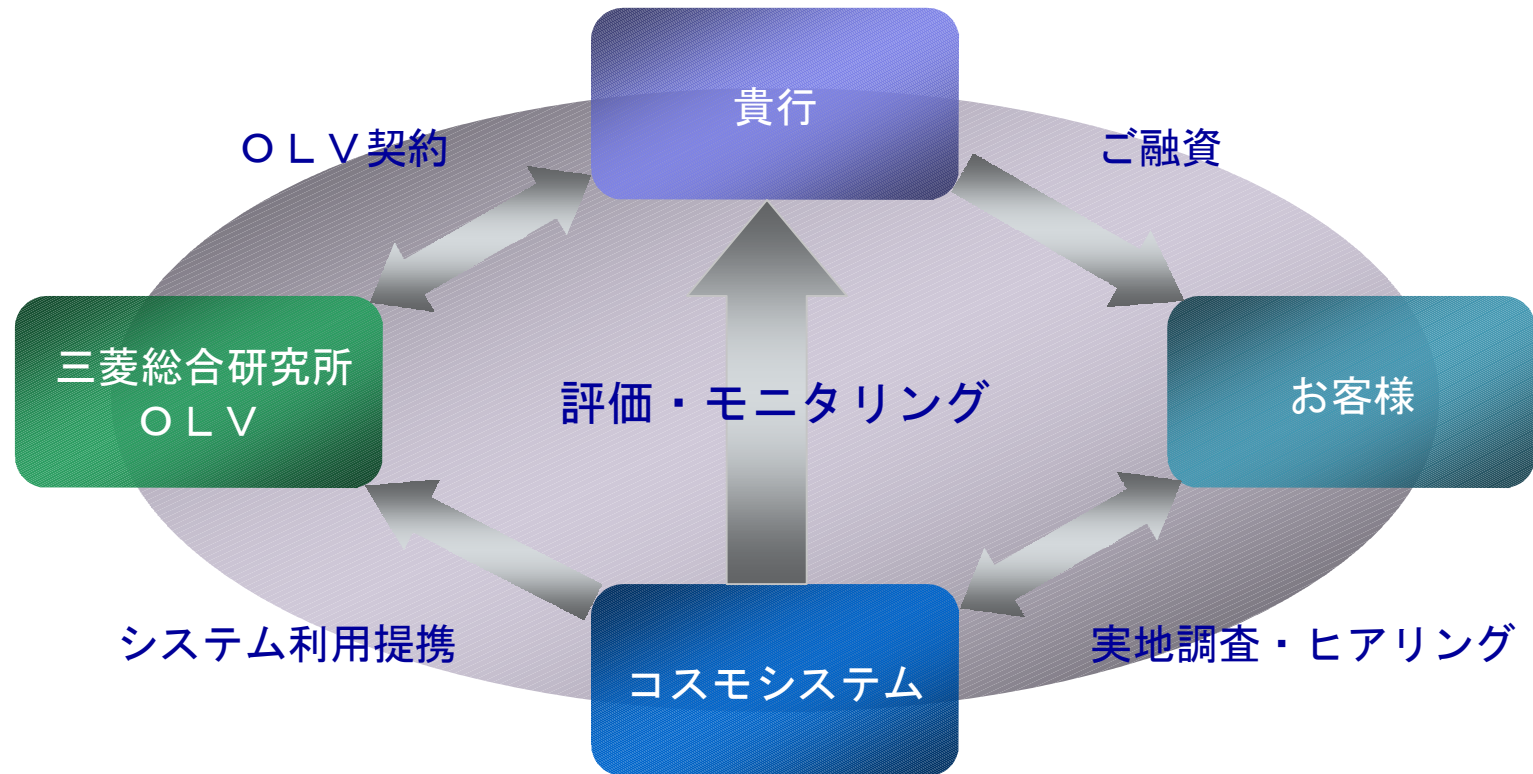 貴行
ＯＬＶ契約
ご融資
三菱総合研究所
ＯＬＶ
評価・モニタリング
お客様
システム利用提携
コスモシステム
実地調査・ヒアリング